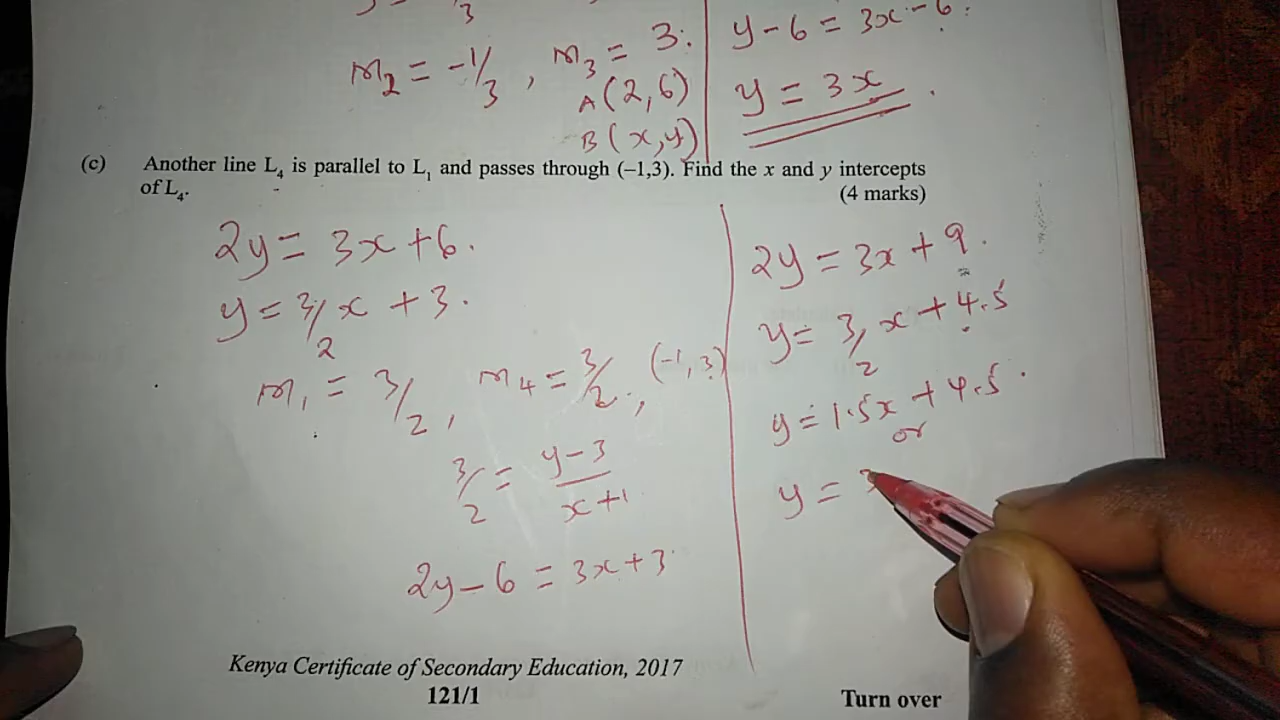 3
m₂ = -1/3 , m₃ = 3.
A(2,6)
B(x,y)
y - 6 = 3x - 6.
y = 3x .
(c) Another line L₄ is parallel to L₁ and passes through (–1,3). Find the x and y intercepts
of L₄. (4 marks)
2y = 3x + 6.
y = 3/2 x + 3.
m₁ = 3/2 , m₄ = 3/2 , (-1, 3)
3/2 = y - 3 / x + 1
2y - 6 = 3x + 3
2y = 3x + 9.
y = 3/2 x + 4.5
y = 1.5x + 4.5
or
y = 3
Kenya Certificate of Secondary Education, 2017
121/1
Turn over